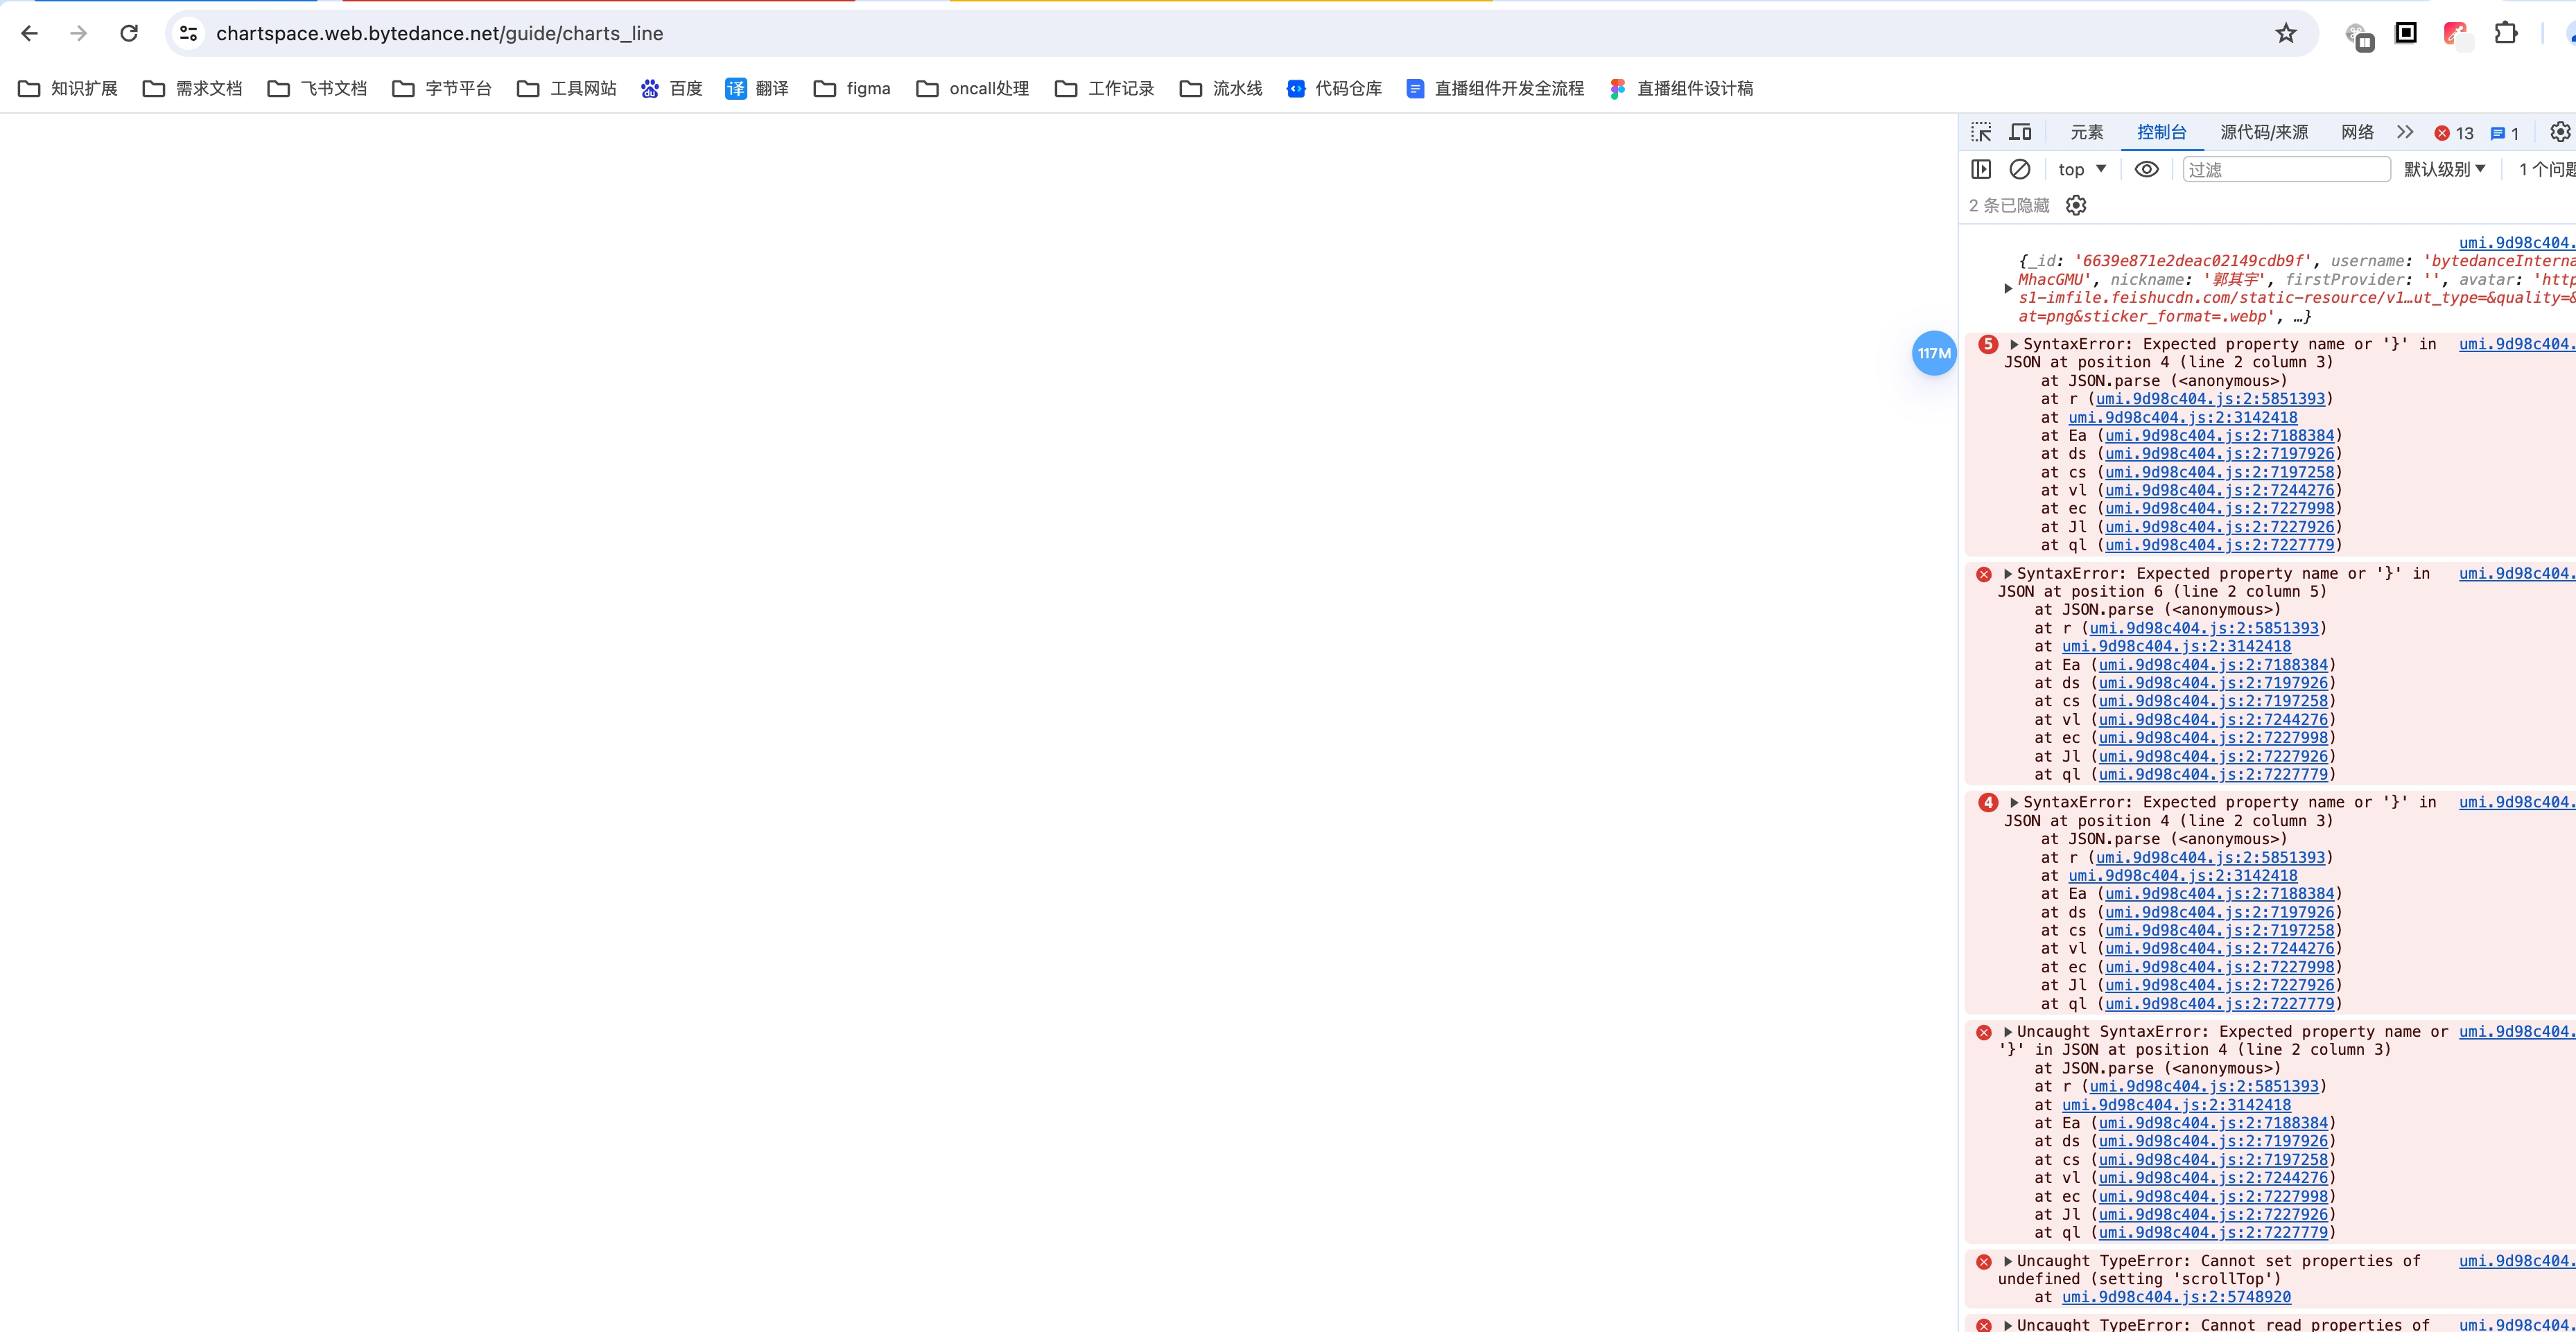 chartspace.web.bytedance.net/guide/charts_line
知识扩展 需求文档 飞书文档 字节平台 工具网站 百度 译 翻译 figma oncall处理 工作记录 流水线 代码仓库 直播组件开发全流程 直播组件设计稿
元素 控制台 源代码/来源 网络 13 1
top 过滤 默认级别 1 个问题
2 条已隐藏
umi.9d98c404.
{_id: '6639e871e2deac02149cdb9f', username: 'bytedanceInterna
MhacGMU', nickname: '郭其宇', firstProvider: '', avatar: 'http
s1-imfile.feishucdn.com/static-resource/v1…ut_type=&quality=&
at=png&sticker_format=.webp', …}
117M
5 SyntaxError: Expected property name or '}' in umi.9d98c404.
JSON at position 4 (line 2 column 3)
at JSON.parse (<anonymous>)
at r (umi.9d98c404.js:2:5851393)
at umi.9d98c404.js:2:3142418
at Ea (umi.9d98c404.js:2:7188384)
at ds (umi.9d98c404.js:2:7197926)
at cs (umi.9d98c404.js:2:7197258)
at vl (umi.9d98c404.js:2:7244276)
at ec (umi.9d98c404.js:2:7227998)
at Jl (umi.9d98c404.js:2:7227926)
at ql (umi.9d98c404.js:2:7227779)
SyntaxError: Expected property name or '}' in umi.9d98c404.
JSON at position 6 (line 2 column 5)
at JSON.parse (<anonymous>)
at r (umi.9d98c404.js:2:5851393)
at umi.9d98c404.js:2:3142418
at Ea (umi.9d98c404.js:2:7188384)
at ds (umi.9d98c404.js:2:7197926)
at cs (umi.9d98c404.js:2:7197258)
at vl (umi.9d98c404.js:2:7244276)
at ec (umi.9d98c404.js:2:7227998)
at Jl (umi.9d98c404.js:2:7227926)
at ql (umi.9d98c404.js:2:7227779)
4 SyntaxError: Expected property name or '}' in umi.9d98c404.
JSON at position 4 (line 2 column 3)
at JSON.parse (<anonymous>)
at r (umi.9d98c404.js:2:5851393)
at umi.9d98c404.js:2:3142418
at Ea (umi.9d98c404.js:2:7188384)
at ds (umi.9d98c404.js:2:7197926)
at cs (umi.9d98c404.js:2:7197258)
at vl (umi.9d98c404.js:2:7244276)
at ec (umi.9d98c404.js:2:7227998)
at Jl (umi.9d98c404.js:2:7227926)
at ql (umi.9d98c404.js:2:7227779)
Uncaught SyntaxError: Expected property name or umi.9d98c404.
'}' in JSON at position 4 (line 2 column 3)
at JSON.parse (<anonymous>)
at r (umi.9d98c404.js:2:5851393)
at umi.9d98c404.js:2:3142418
at Ea (umi.9d98c404.js:2:7188384)
at ds (umi.9d98c404.js:2:7197926)
at cs (umi.9d98c404.js:2:7197258)
at vl (umi.9d98c404.js:2:7244276)
at ec (umi.9d98c404.js:2:7227998)
at Jl (umi.9d98c404.js:2:7227926)
at ql (umi.9d98c404.js:2:7227779)
Uncaught TypeError: Cannot set properties of umi.9d98c404.
undefined (setting 'scrollTop')
at umi.9d98c404.js:2:5748920
Uncaught TypeError: Cannot read properties of umi.9d98c404.